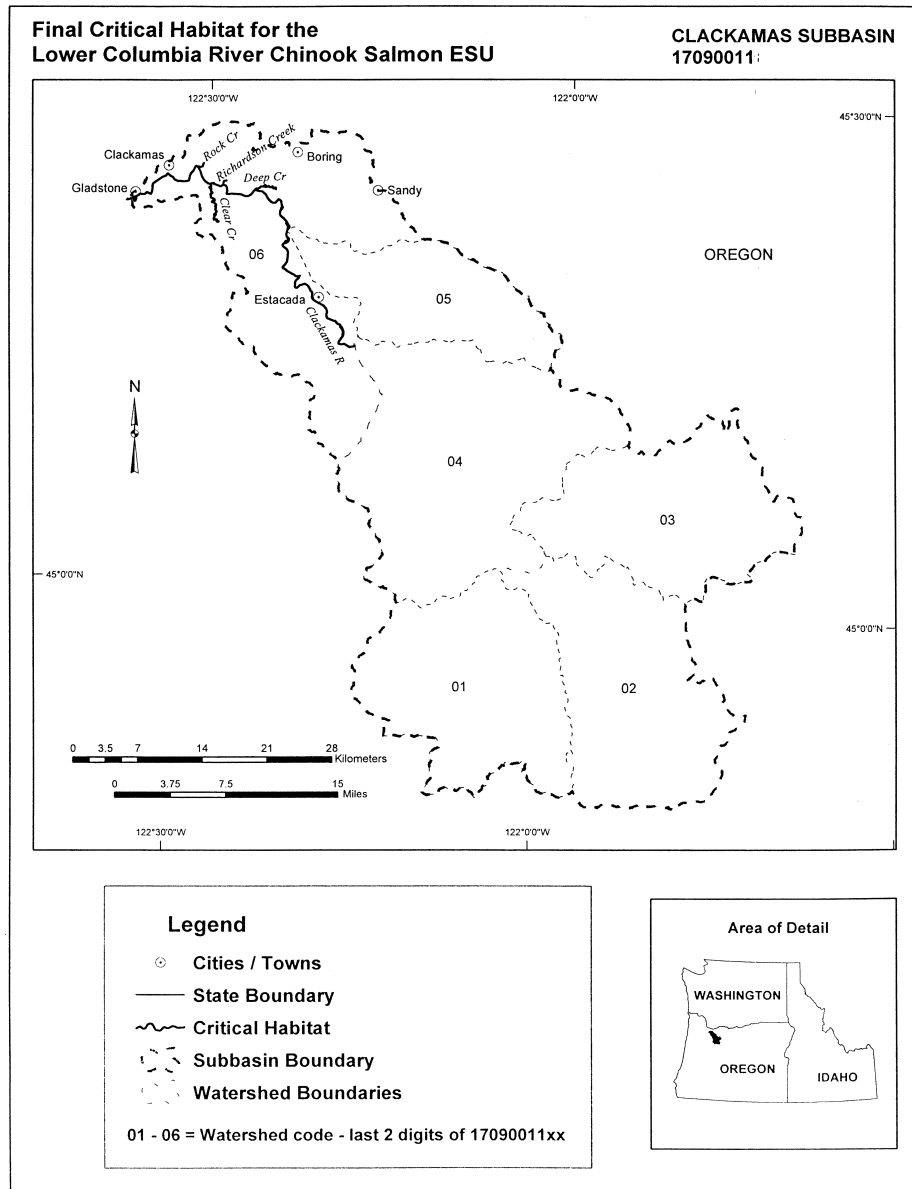 Final Critical Habitat for the
Lower Columbia River Chinook Salmon ESU
CLACKAMAS SUBBASIN
17090011
122°30'0"W
122°0'0"W
45°30'0"N
Clackamas
Rock Cr
Richardson Creek
Boring
Gladstone
Deep Cr
Sandy
Clear Cr
06
OREGON
Estacada
05
Clackamas R
N
04
03
45°0'0"N
45°0'0"N
01
02
0 3.5 7 14 21 28
Kilometers
0 3.75 7.5 15
Miles
122°30'0"W
122°0'0"W
Legend
Cities / Towns
State Boundary
Critical Habitat
Subbasin Boundary
Watershed Boundaries
01 - 06 = Watershed code - last 2 digits of 17090011xx
Area of Detail
WASHINGTON
OREGON
IDAHO